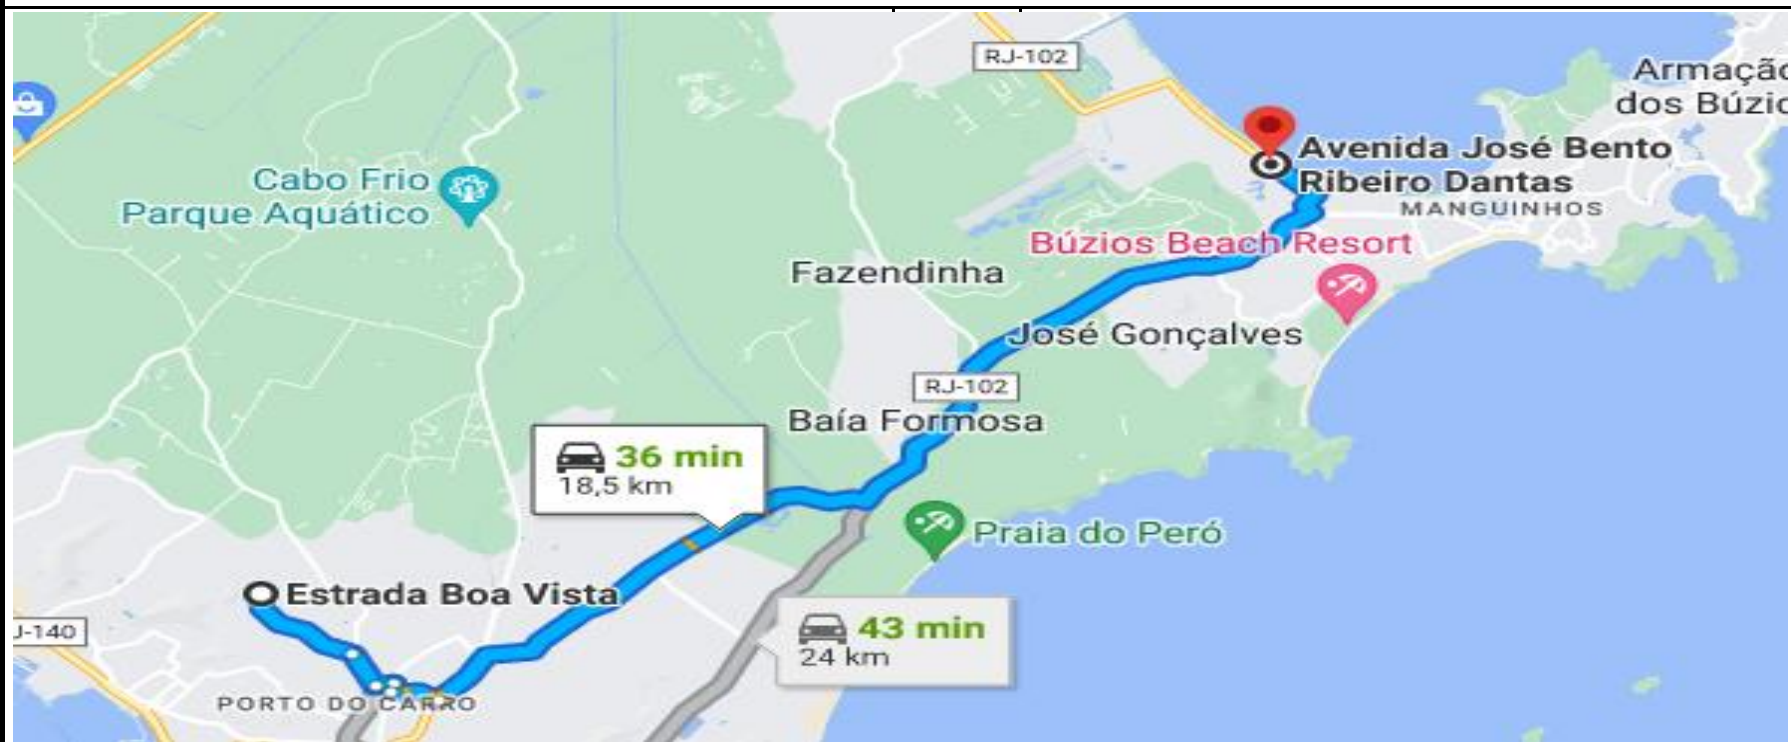 RJ-102
Armação
dos Búzio
Avenida José Bento
Ribeiro Dantas
MANGUINHOS
Cabo Frio
Parque Aquático
Búzios Beach Resort
Fazendinha
José Gonçalves
RJ-102
Baía Formosa
36 min
18,5 km
Praia do Peró
Estrada Boa Vista
J-140
43 min
24 km
PORTO DO CARRO